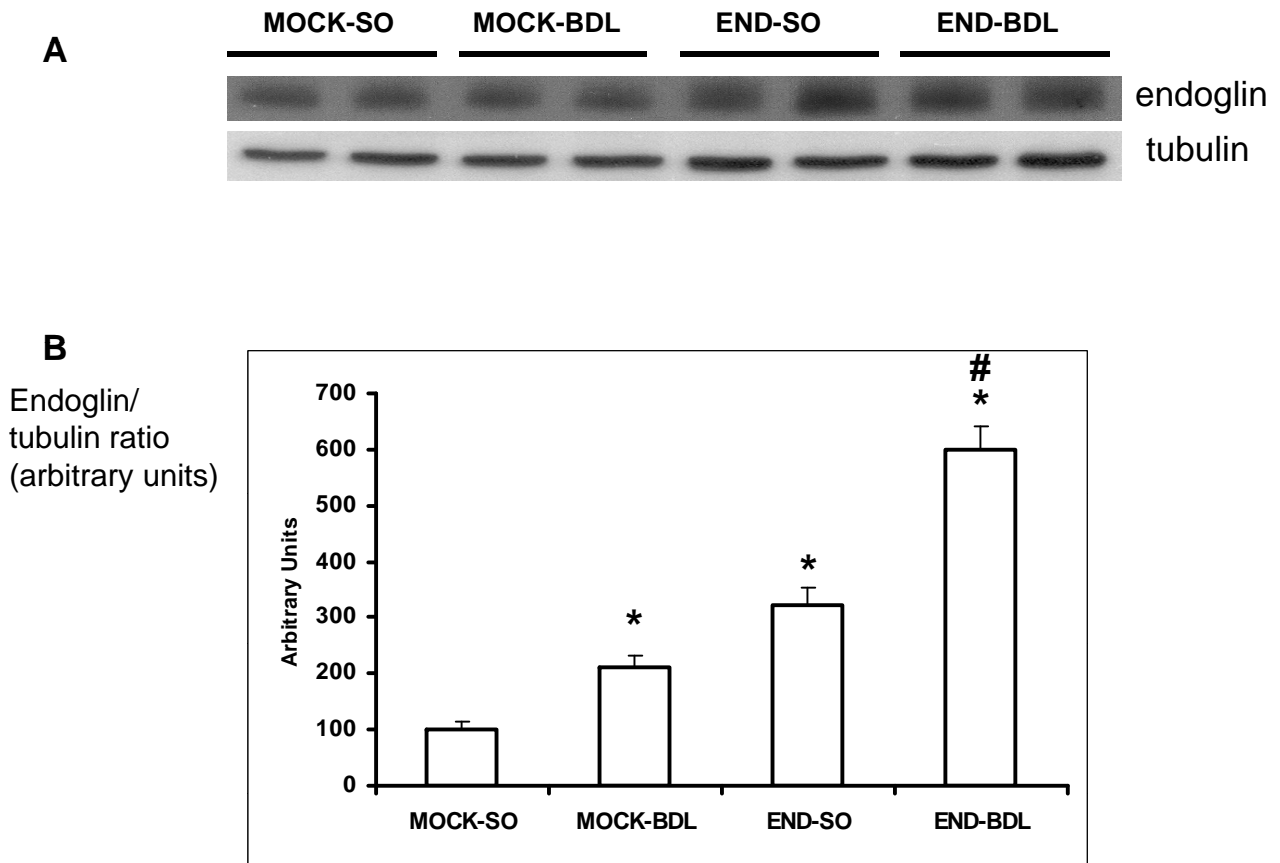 MOCK-SO MOCK-BDL END-SO END-BDL
A
endoglin
tubulin
B
Endoglin/
tubulin ratio
(arbitrary units)
Arbitrary Units
700
600
500
400
300
200
100
0
*
*
#
*
MOCK-SO MOCK-BDL END-SO END-BDL